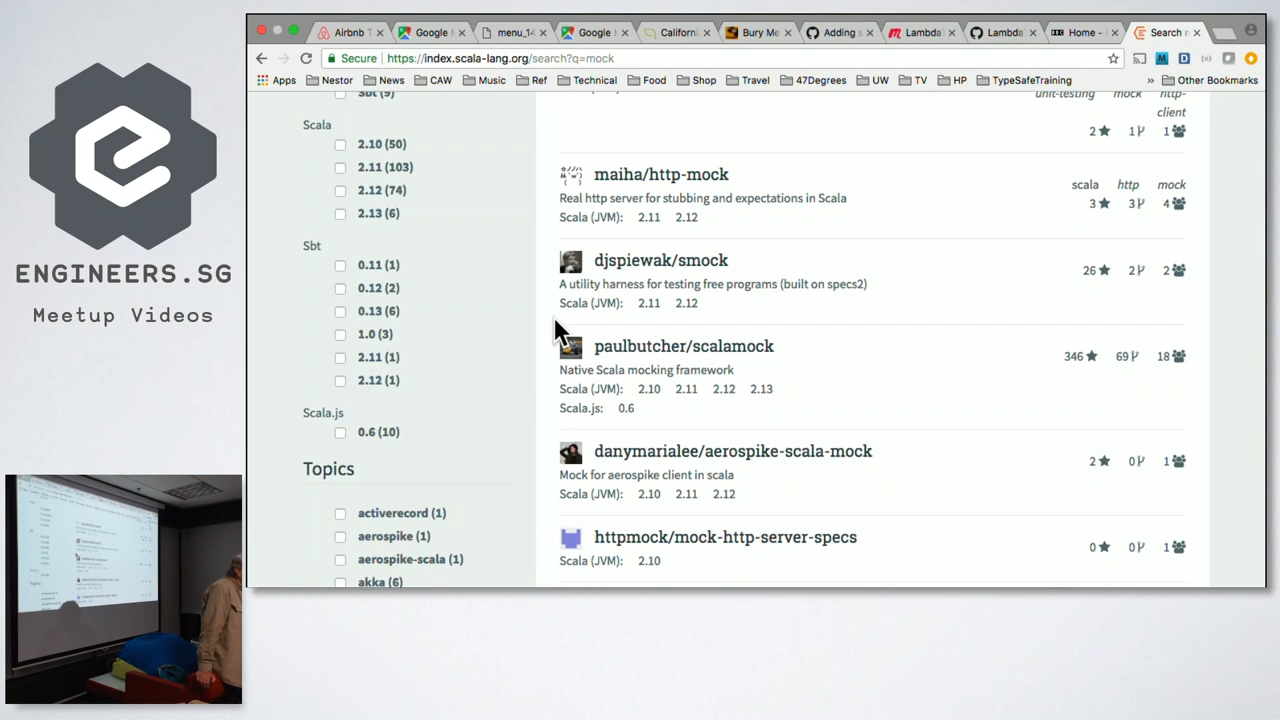 ENGINEERS.SG
Meetup Videos
Airbnb T
Google M
menu_14
Google M
Californi
Bury Me
Adding s
Lambda
Lambda
Home -
Search r
Secure
https://index.scala-lang.org/search?q=mock
Apps Nestor News CAW Music Ref Technical Food Shop Travel 47Degrees UW TV HP TypeSafeTraining » Other Bookmarks
Sbt (9)
Scala
2.10 (50)
2.11 (103)
2.12 (74)
2.13 (6)
Sbt
0.11 (1)
0.12 (2)
0.13 (6)
1.0 (3)
2.11 (1)
2.12 (1)
Scala.js
0.6 (10)
Topics
activerecord (1)
aerospike (1)
aerospike-scala (1)
akka (6)
unit-testing mock http-
client
2 1 1
maiha/http-mock
scala http mock
Real http server for stubbing and expectations in Scala
3 3 4
Scala (JVM): 2.11 2.12
djspiewak/smock
26 2 2
A utility harness for testing free programs (built on specs2)
Scala (JVM): 2.11 2.12
paulbutcher/scalamock
346 69 18
Native Scala mocking framework
Scala (JVM): 2.10 2.11 2.12 2.13
Scala.js: 0.6
danymarialee/aerospike-scala-mock
2 0 1
Mock for aerospike client in scala
Scala (JVM): 2.10 2.11 2.12
httpmock/mock-http-server-specs
0 0 1
Scala (JVM): 2.10